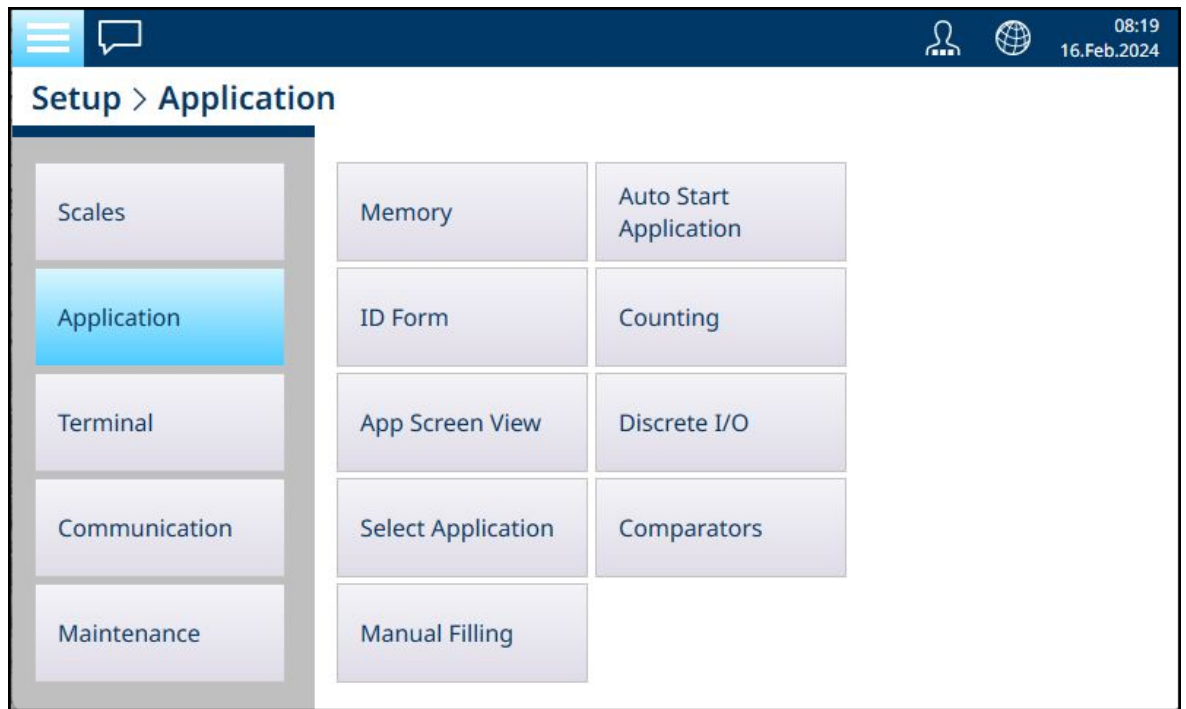 08:19
16.Feb.2024
Setup > Application
Scales
Application
Terminal
Communication
Maintenance
Memory
Auto Start
Application
ID Form
Counting
App Screen View
Discrete I/O
Select Application
Comparators
Manual Filling